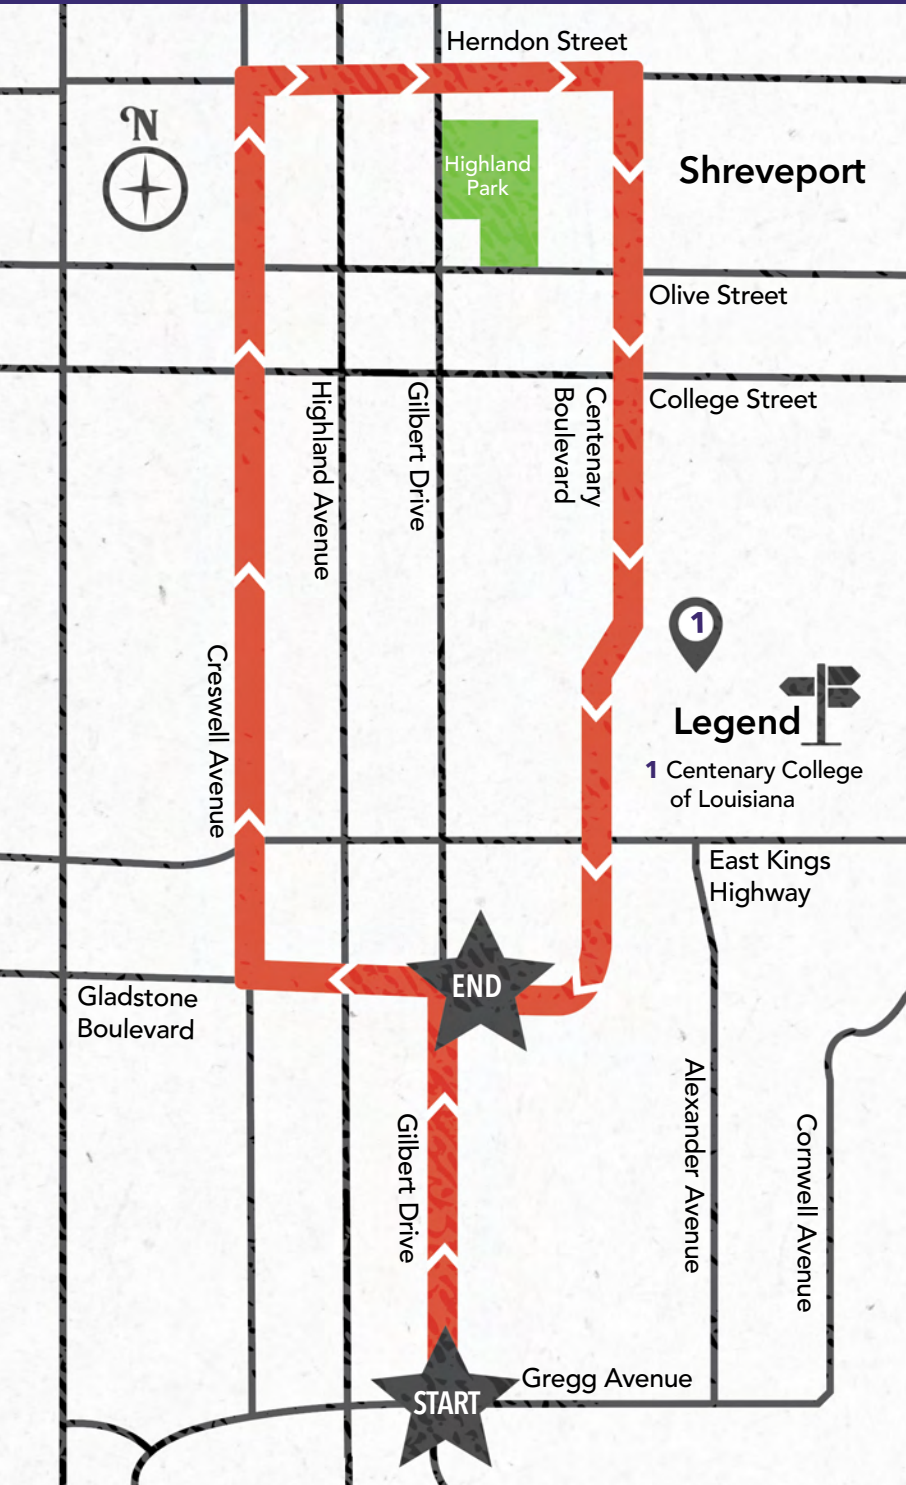 Herndon Street
N
Highland
Park
Shreveport
Olive Street
College Street
Highland Avenue
Gilbert Drive
Centenary
Boulevard
1
Creswell Avenue
Legend
1 Centenary College
of Louisiana
East Kings
Highway
END
Gladstone
Boulevard
Gilbert Drive
Alexander Avenue
Cornwell Avenue
Gregg Avenue
START